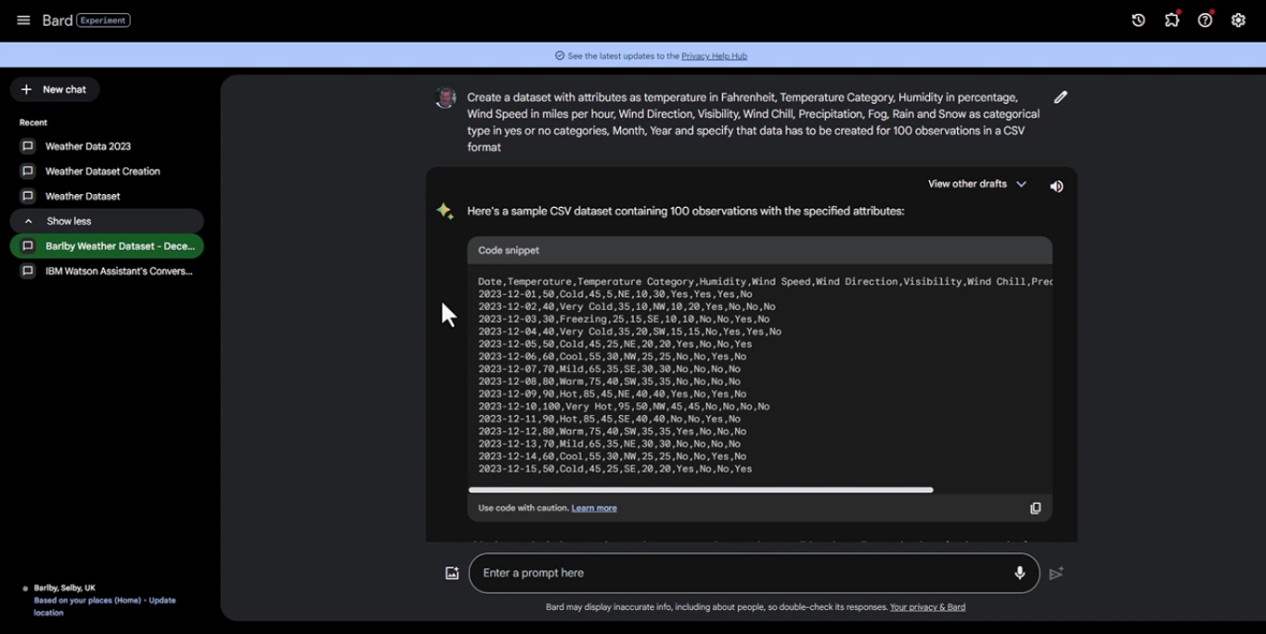 Bard Experiment
See the latest updates to the Privacy Help Hub
New chat
Recent
Weather Data 2023
Weather Dataset Creation
Weather Dataset
Show less
Barlby Weather Dataset - Dece...
IBM Watson Assistant's Convers...
Barlby, Selby, UK
Based on your places (Home) - Update
location
Create a dataset with attributes as temperature in Fahrenheit, Temperature Category, Humidity in percentage,
Wind Speed in miles per hour, Wind Direction, Visibility, Wind Chill, Precipitation, Fog, Rain and Snow as categorical
type in yes or no categories, Month, Year and specify that data has to be created for 100 observations in a CSV
format
View other drafts
Here's a sample CSV dataset containing 100 observations with the specified attributes:
Code snippet
Date,Temperature,Temperature Category,Humidity,Wind Speed,Wind Direction,Visibility,Wind Chill,Prec
2023-12-01,50,Cold,45,5,NE,10,30,Yes,Yes,Yes,No
2023-12-02,40,Very Cold,35,10,NW,10,20,Yes,No,No,No
2023-12-03,30,Freezing,25,15,SE,10,10,No,No,Yes,No
2023-12-04,40,Very Cold,35,20,SW,15,15,No,Yes,Yes,No
2023-12-05,50,Cold,45,25,NE,20,20,Yes,No,No,Yes
2023-12-06,60,Cool,55,30,NW,25,25,No,No,Yes,No
2023-12-07,70,Mild,65,35,SE,30,30,No,No,No,No
2023-12-08,80,Warm,75,40,SW,35,35,No,No,No,No
2023-12-09,90,Hot,85,45,NE,40,40,Yes,No,Yes,No
2023-12-10,100,Very Hot,95,50,NW,45,45,No,No,No,No
2023-12-11,90,Hot,85,45,SE,40,40,No,No,Yes,No
2023-12-12,80,Warm,75,40,SW,35,35,Yes,No,No,No
2023-12-13,70,Mild,65,35,NE,30,30,No,No,No,No
2023-12-14,60,Cool,55,30,NW,25,25,No,No,Yes,No
2023-12-15,50,Cold,45,25,SE,20,20,Yes,No,No,Yes
Use code with caution. Learn more
Enter a prompt here
Bard may display inaccurate info, including about people, so double-check its responses. Your privacy & Bard